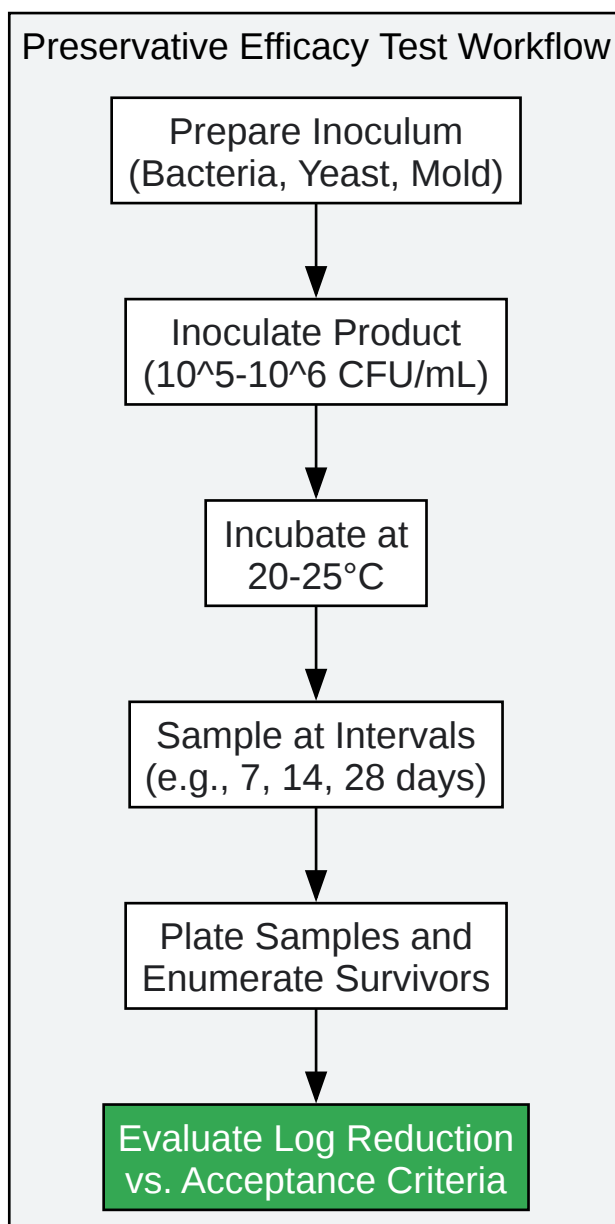 Preservative Efficacy Test Workflow
Prepare Inoculum
(Bacteria, Yeast, Mold)
Inoculate Product
(10^5-10^6 CFU/mL)
Incubate at
20-25°C
Sample at Intervals
(e.g., 7, 14, 28 days)
Plate Samples and
Enumerate Survivors
Evaluate Log Reduction
vs. Acceptance Criteria